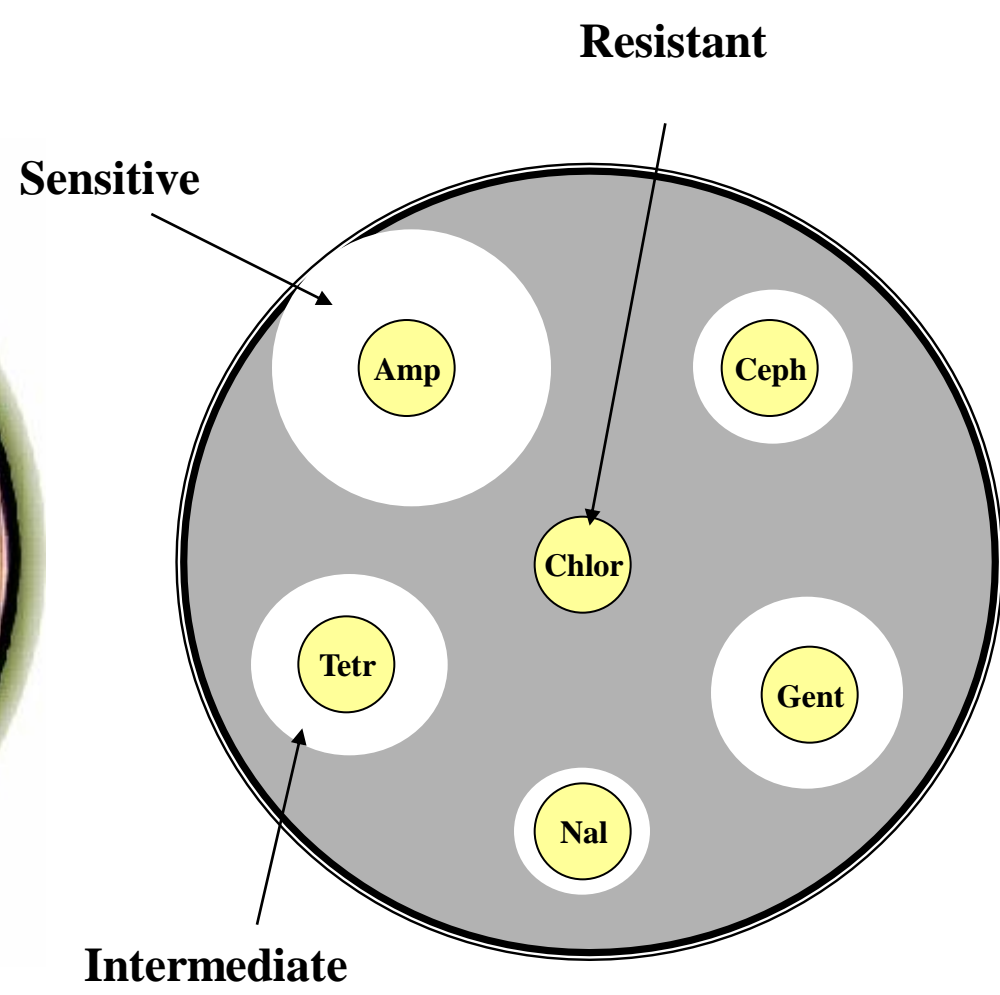 Resistant
Sensitive
Amp
Ceph
Chlor
Tetr
Gent
Nal
Intermediate